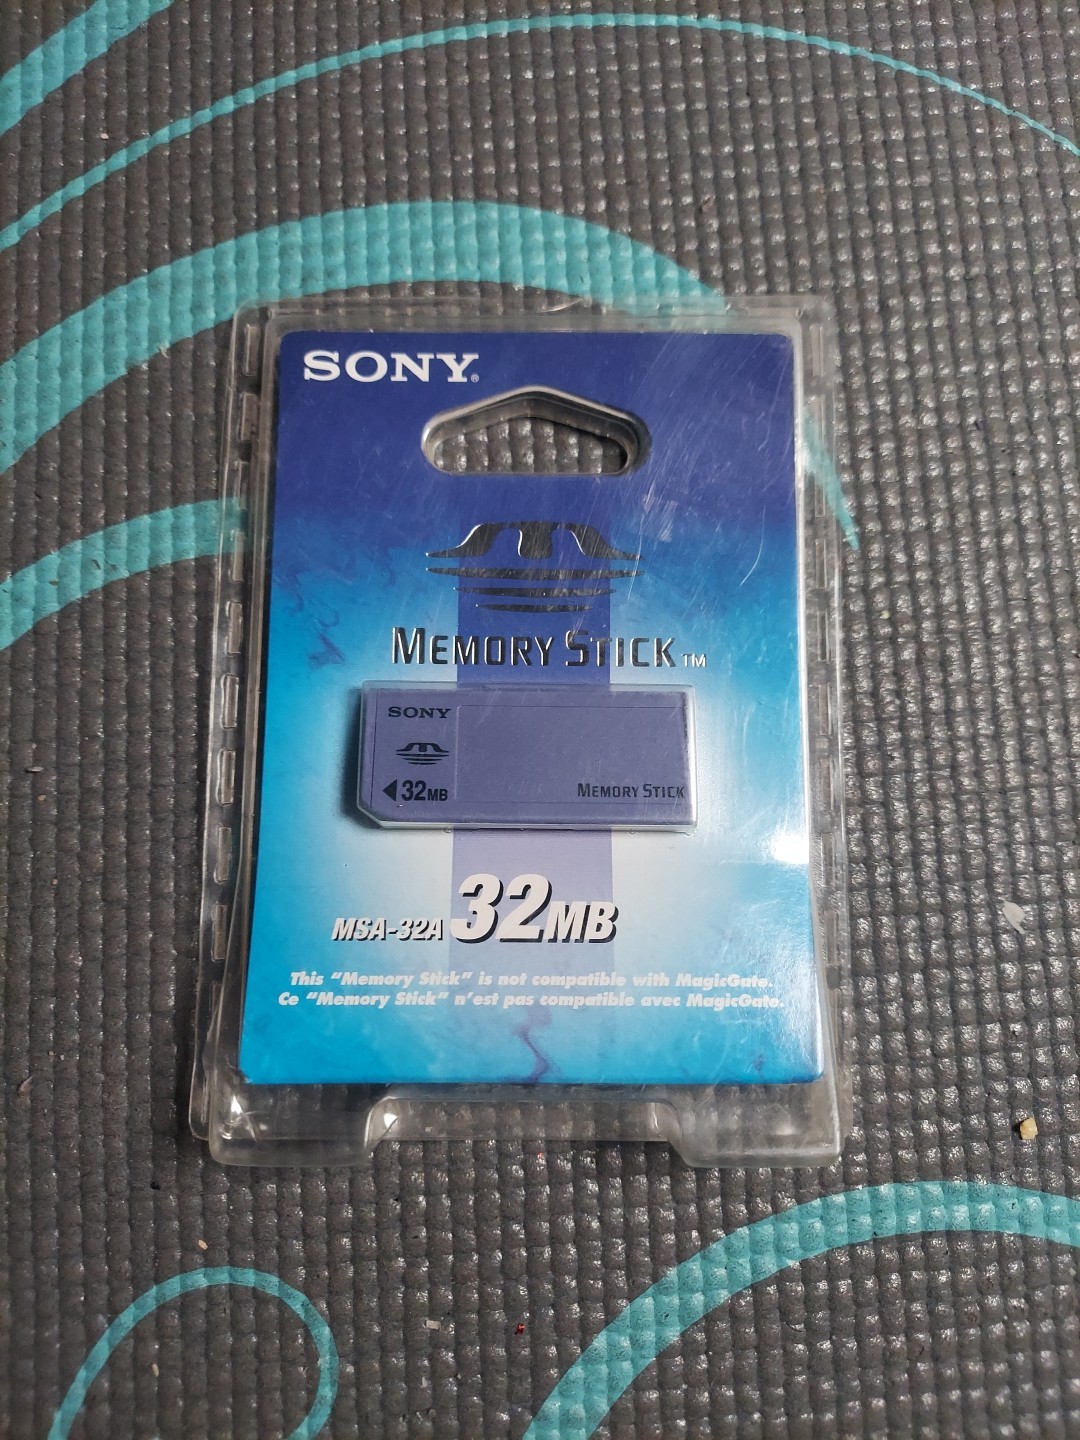 SONY®
MEMORY STICK™
SONY
◀32MB
MEMORY STICK
MSA-32A 32MB
This "Memory Stick" is not compatible with MagicGate.
Ce "Memory Stick" n'est pas compatible avec MagicGate.